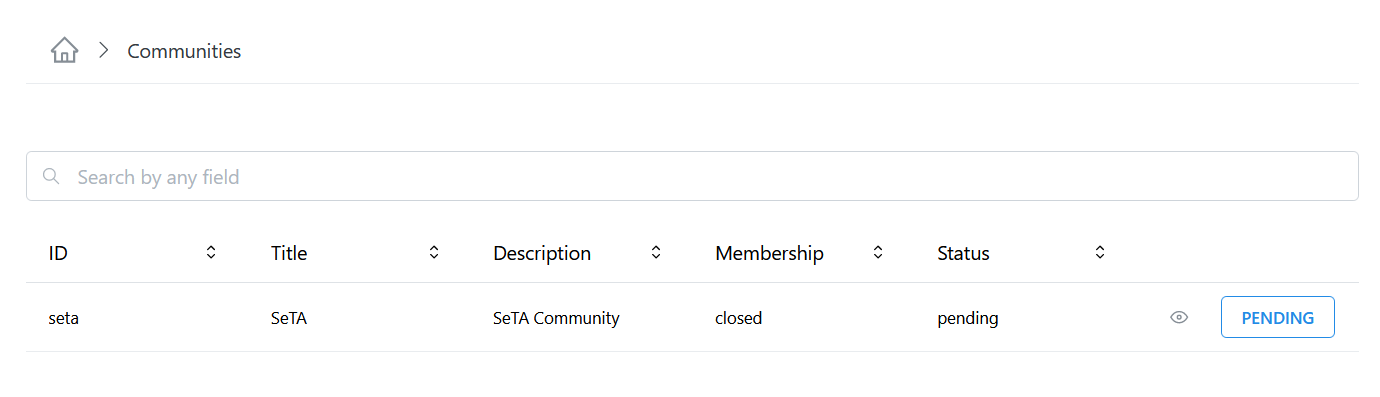 Communities
Search by any field
ID Title Description Membership Status
seta SeTA SeTA Community closed pending PENDING